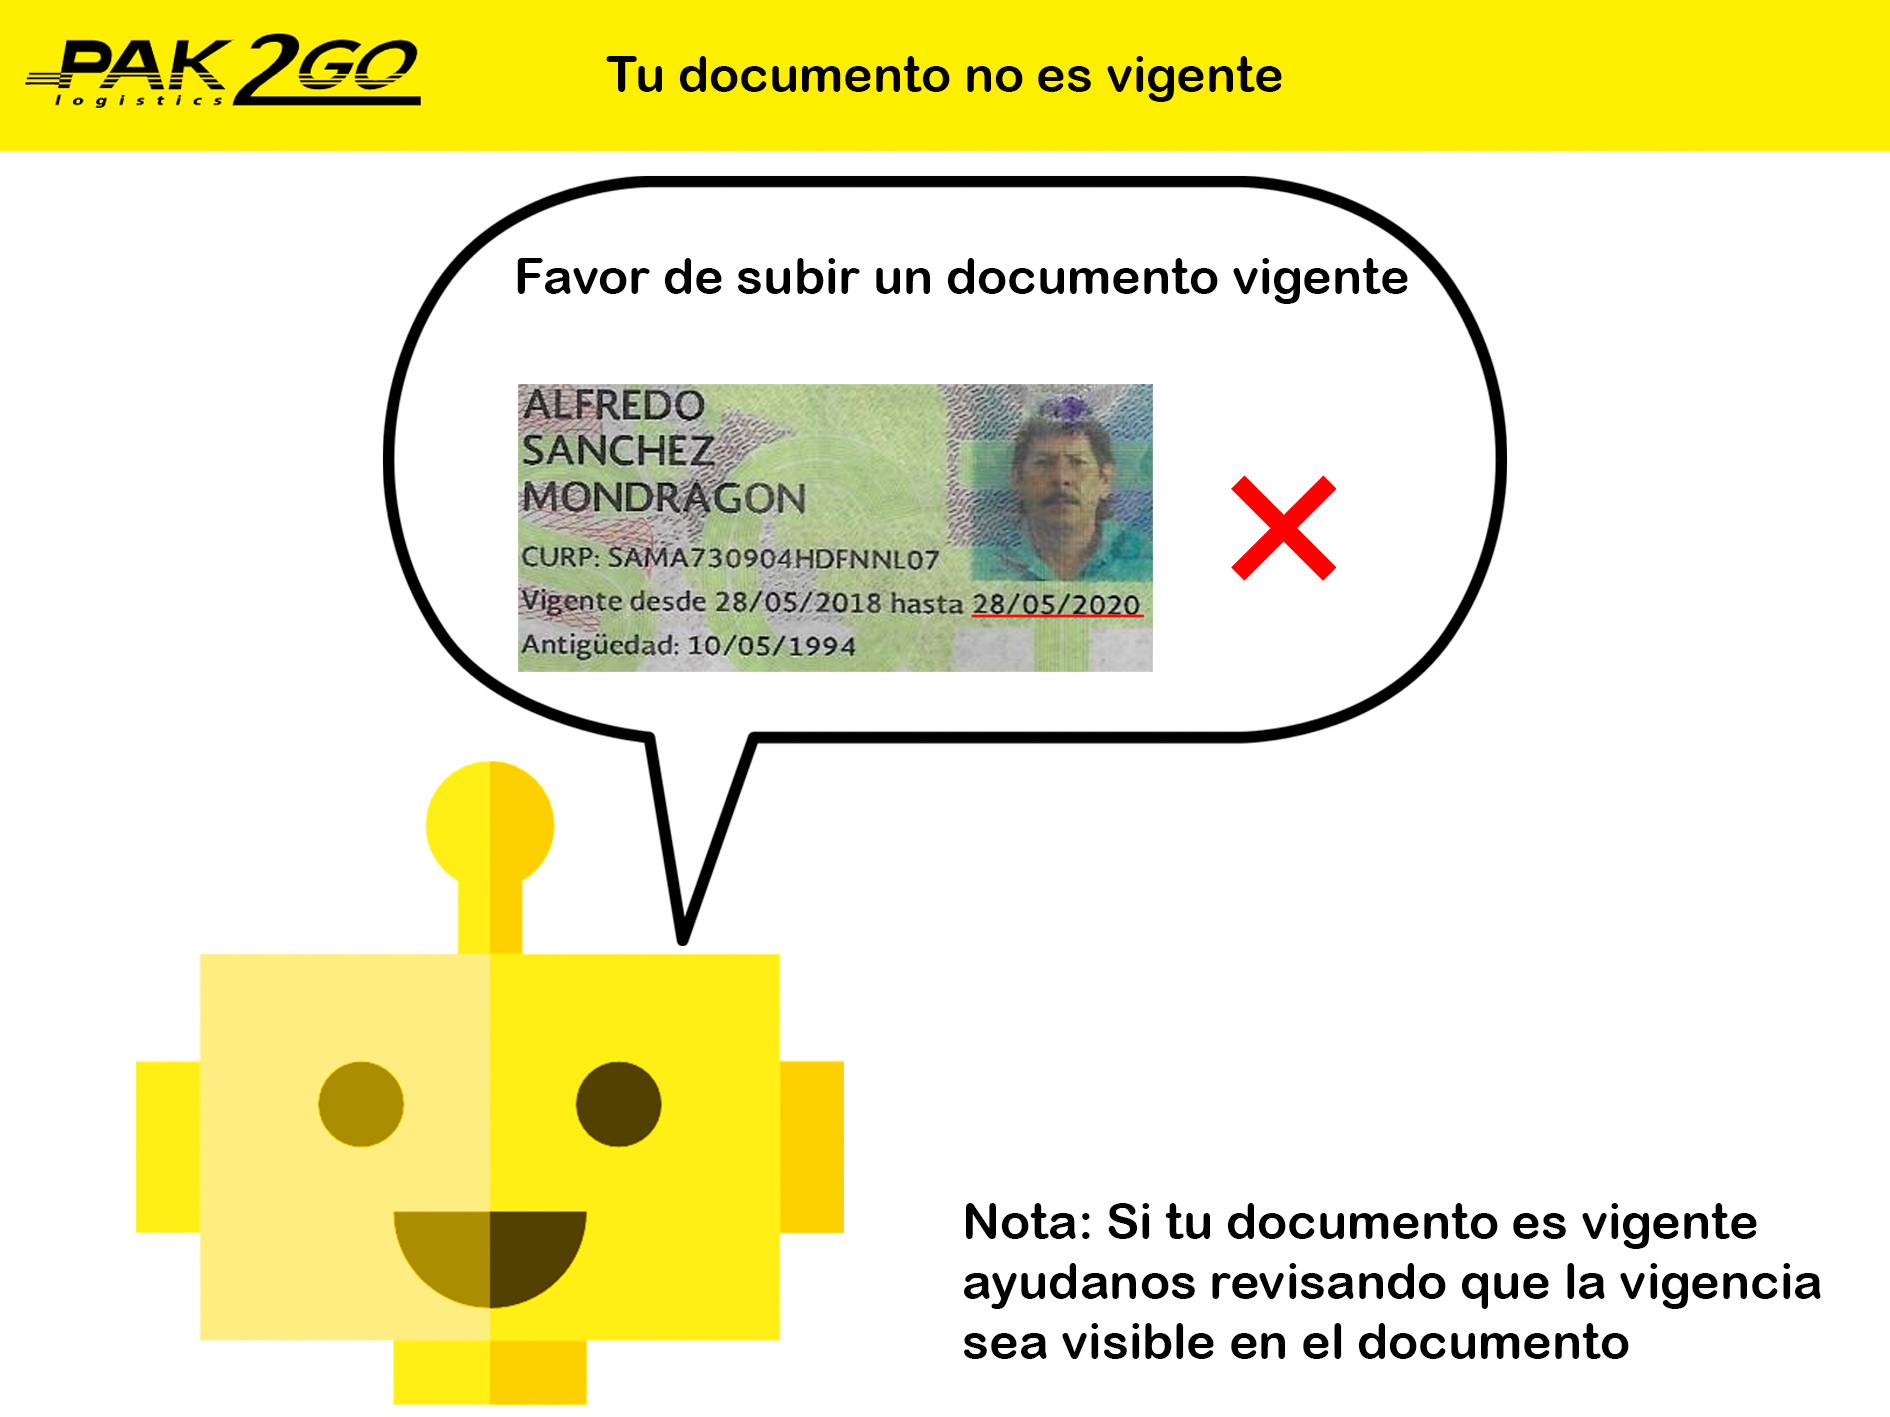 PAK2GO
logistics
Tu documento no es vigente
Favor de subir un documento vigente
ALFREDO
SANCHEZ
MONDRAGON
CURP: SAMA730904HDFNNL07
Vigente desde 28/05/2018 hasta 28/05/2020
Antigüedad: 10/05/1994
Nota: Si tu documento es vigente
ayudanos revisando que la vigencia
sea visible en el documento